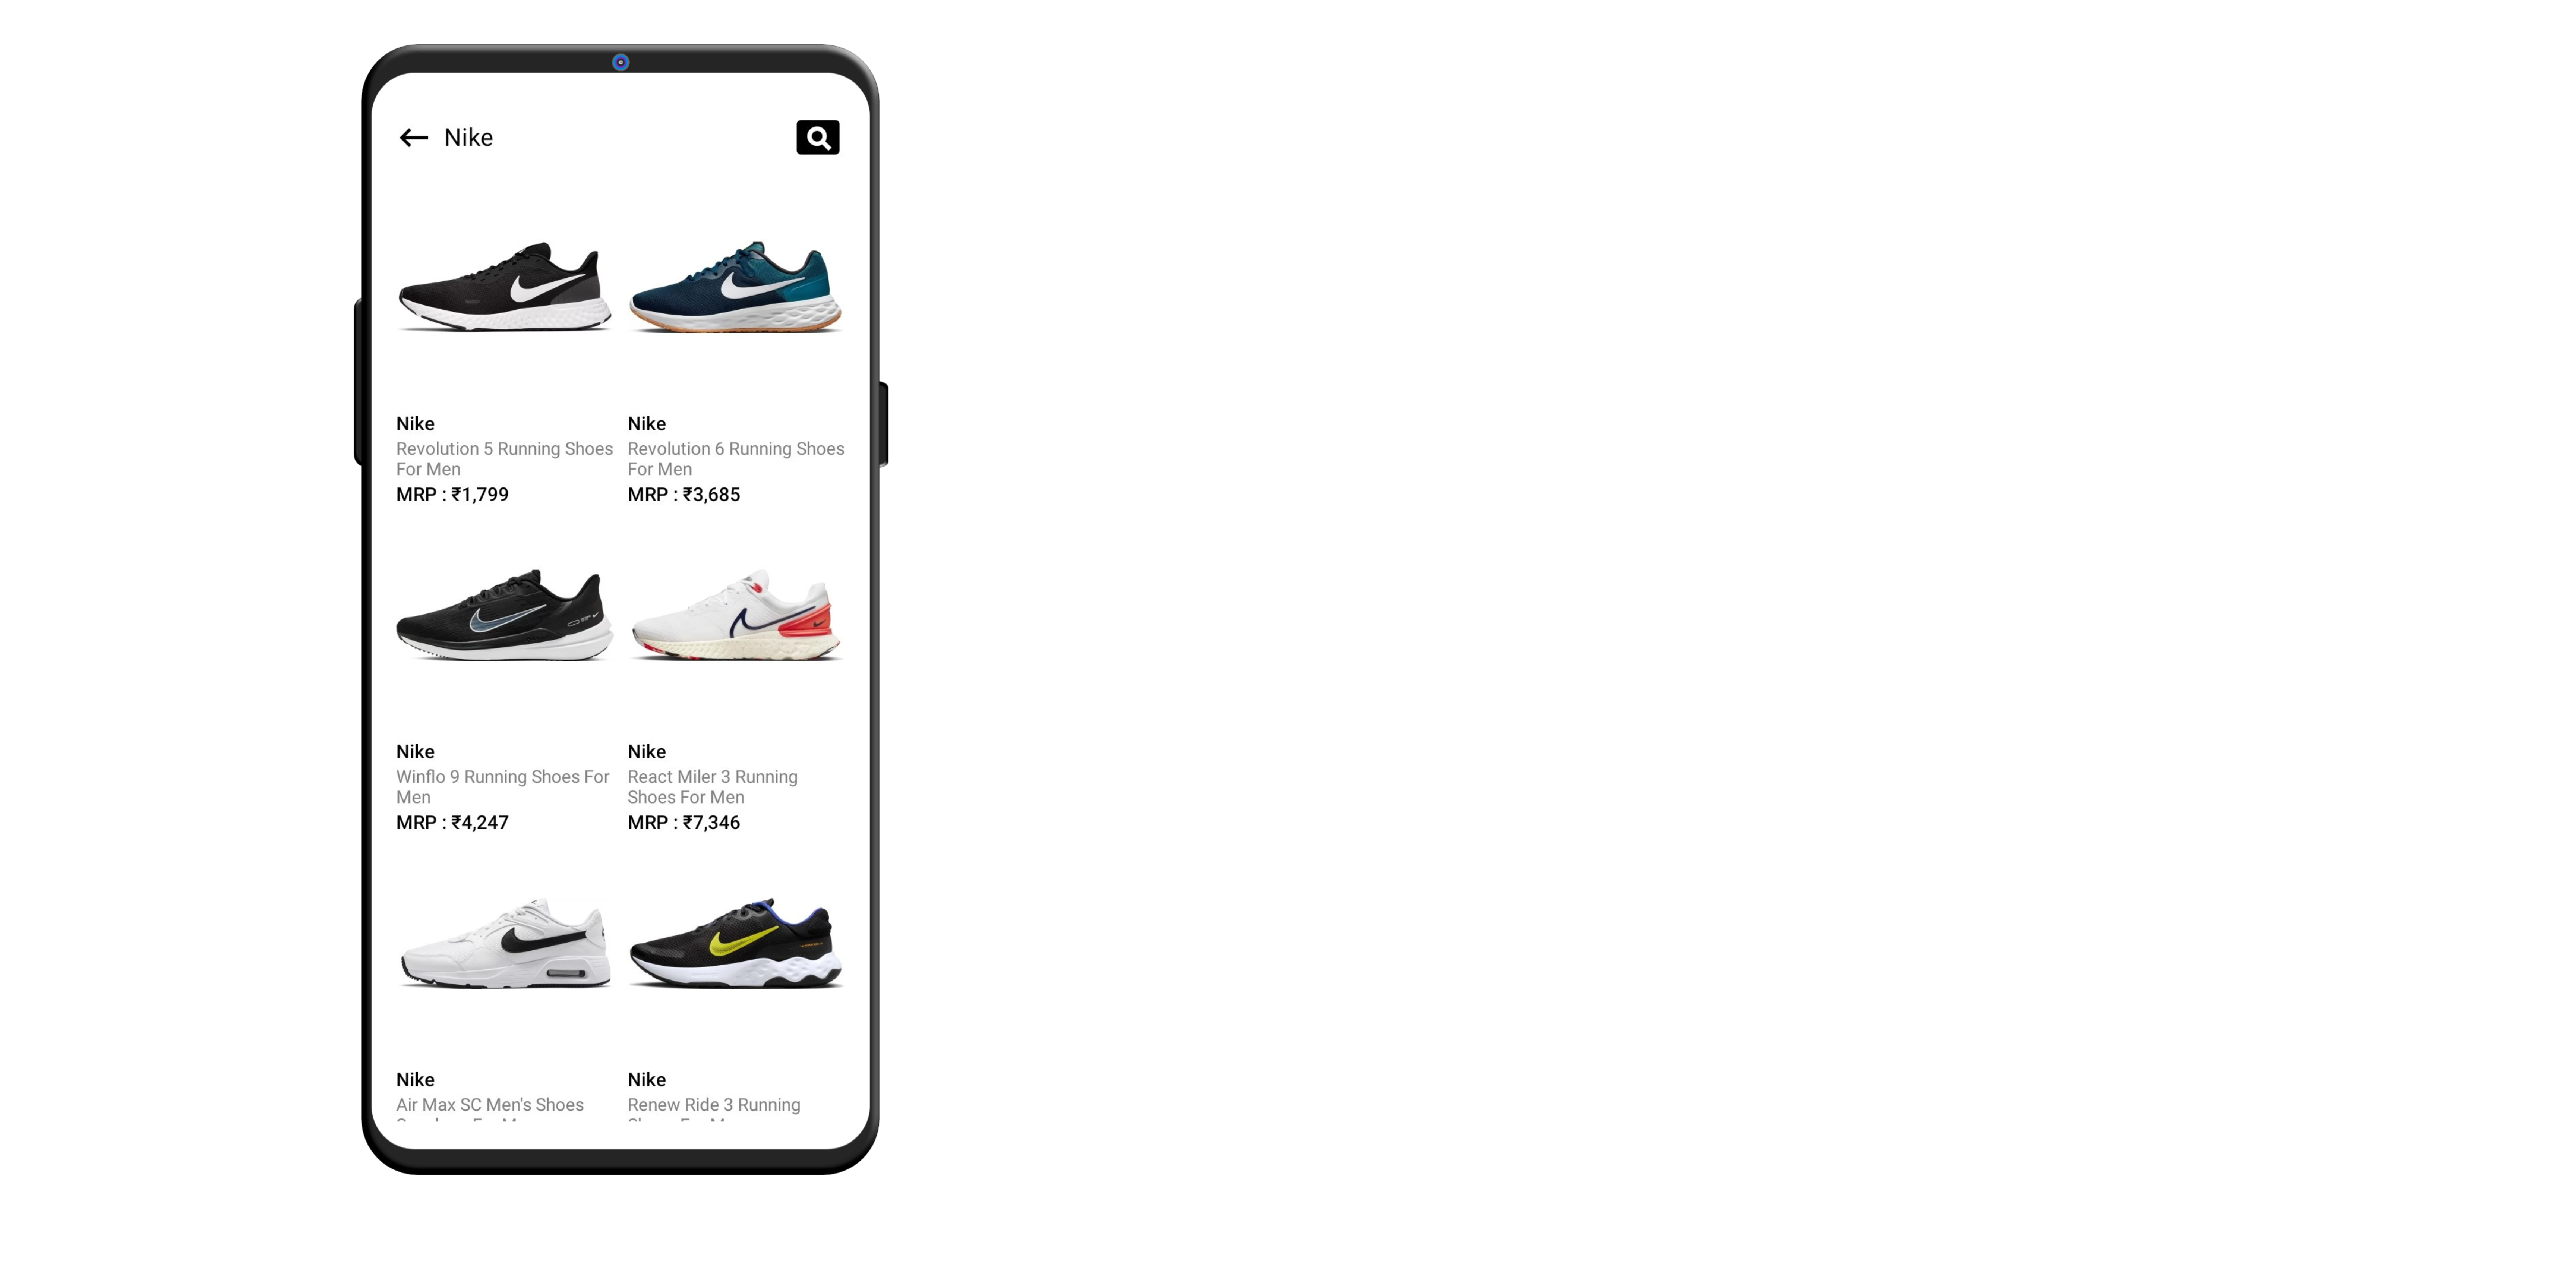 Nike
Nike
Revolution 5 Running Shoes
For Men
MRP : ₹1,799
Nike
Revolution 6 Running Shoes
For Men
MRP : ₹3,685
Nike
Winflo 9 Running Shoes For
Men
MRP : ₹4,247
Nike
React Miler 3 Running
Shoes For Men
MRP : ₹7,346
Nike
Air Max SC Men's Shoes
Nike
Renew Ride 3 Running